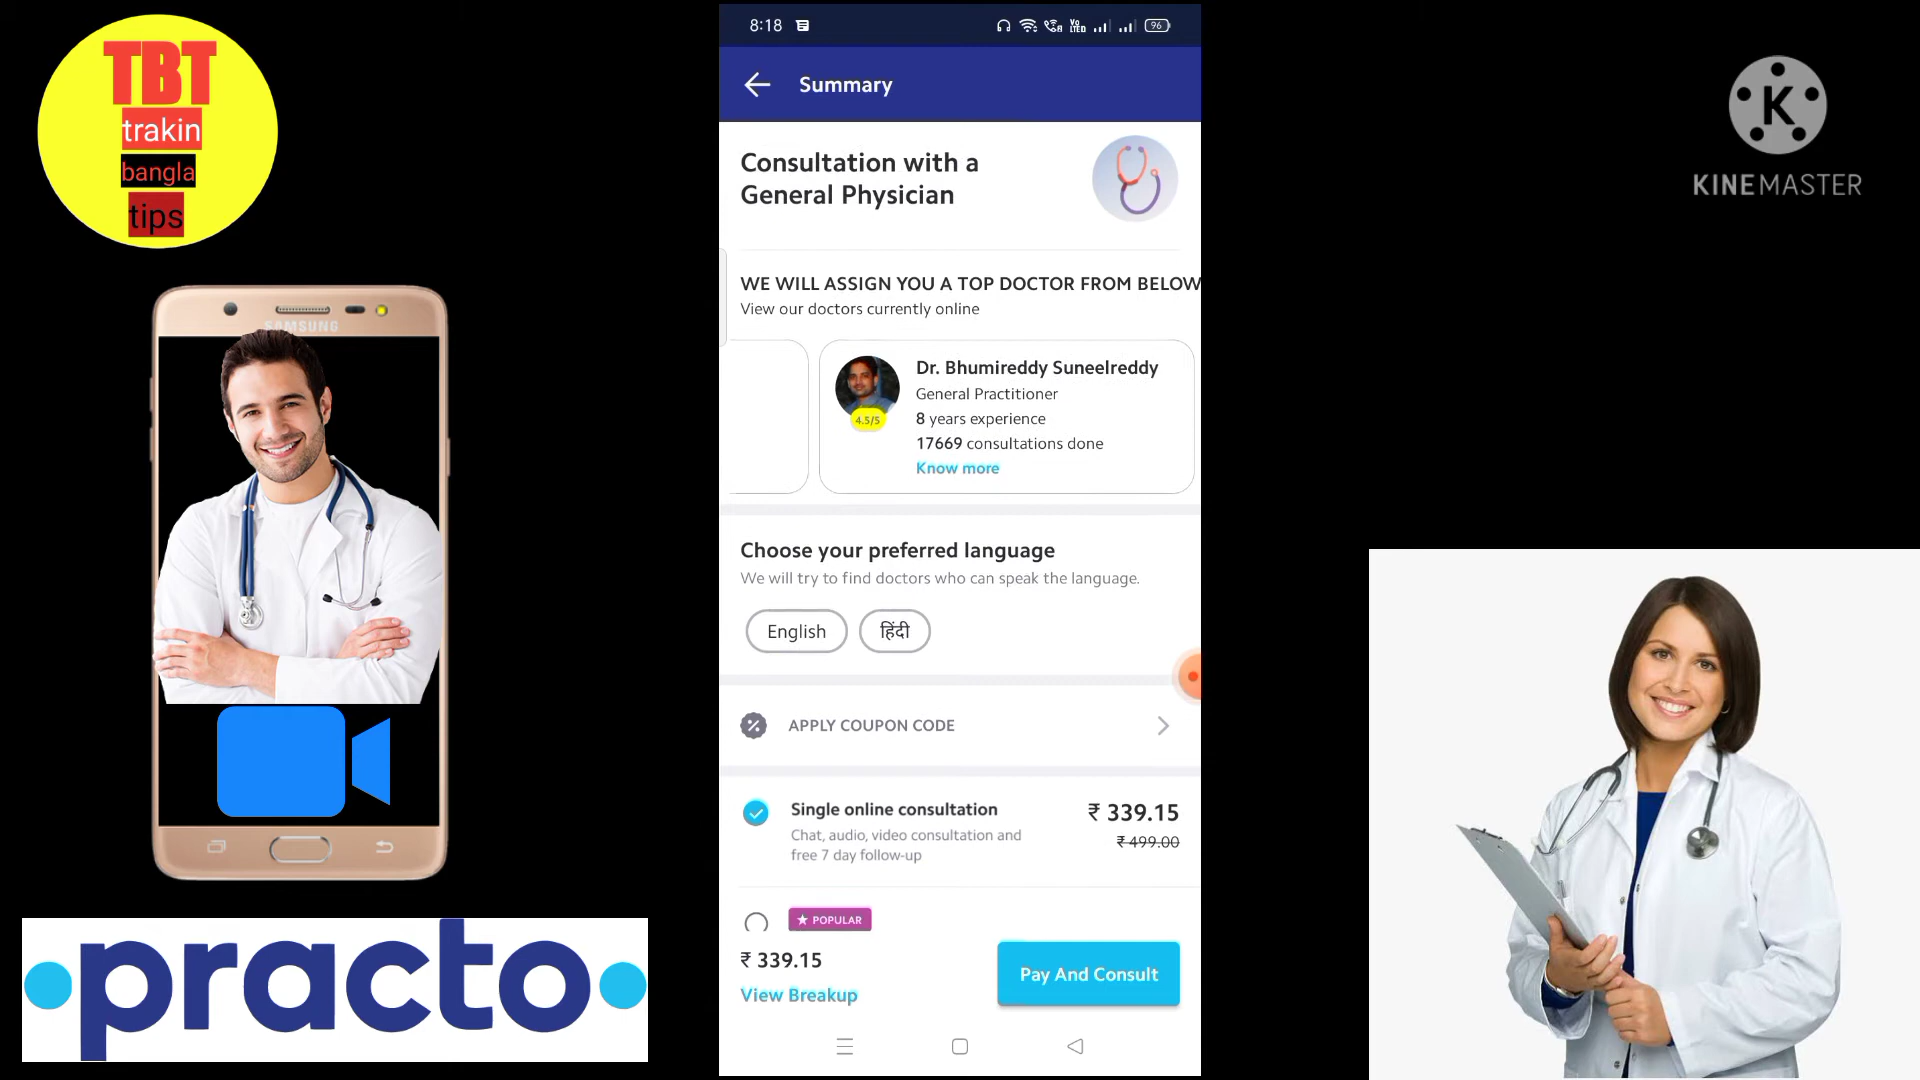 TBT
trakin
bangla
tips
SAMSUNG
practo
8:18
Vo
LTED
96
Summary
Consultation with a
General Physician
WE WILL ASSIGN YOU A TOP DOCTOR FROM BELOW
View our doctors currently online
Dr. Bhumireddy Suneelreddy
General Practitioner
8 years experience
17669 consultations done
4.5/5
Know more
Choose your preferred language
We will try to find doctors who can speak the language.
English
हिंदी
APPLY COUPON CODE
Single online consultation
₹ 339.15
Chat, audio, video consultation and
free 7 day follow-up
₹ 499.00
★ POPULAR
₹ 339.15
View Breakup
Pay And Consult
K
KINEMASTER